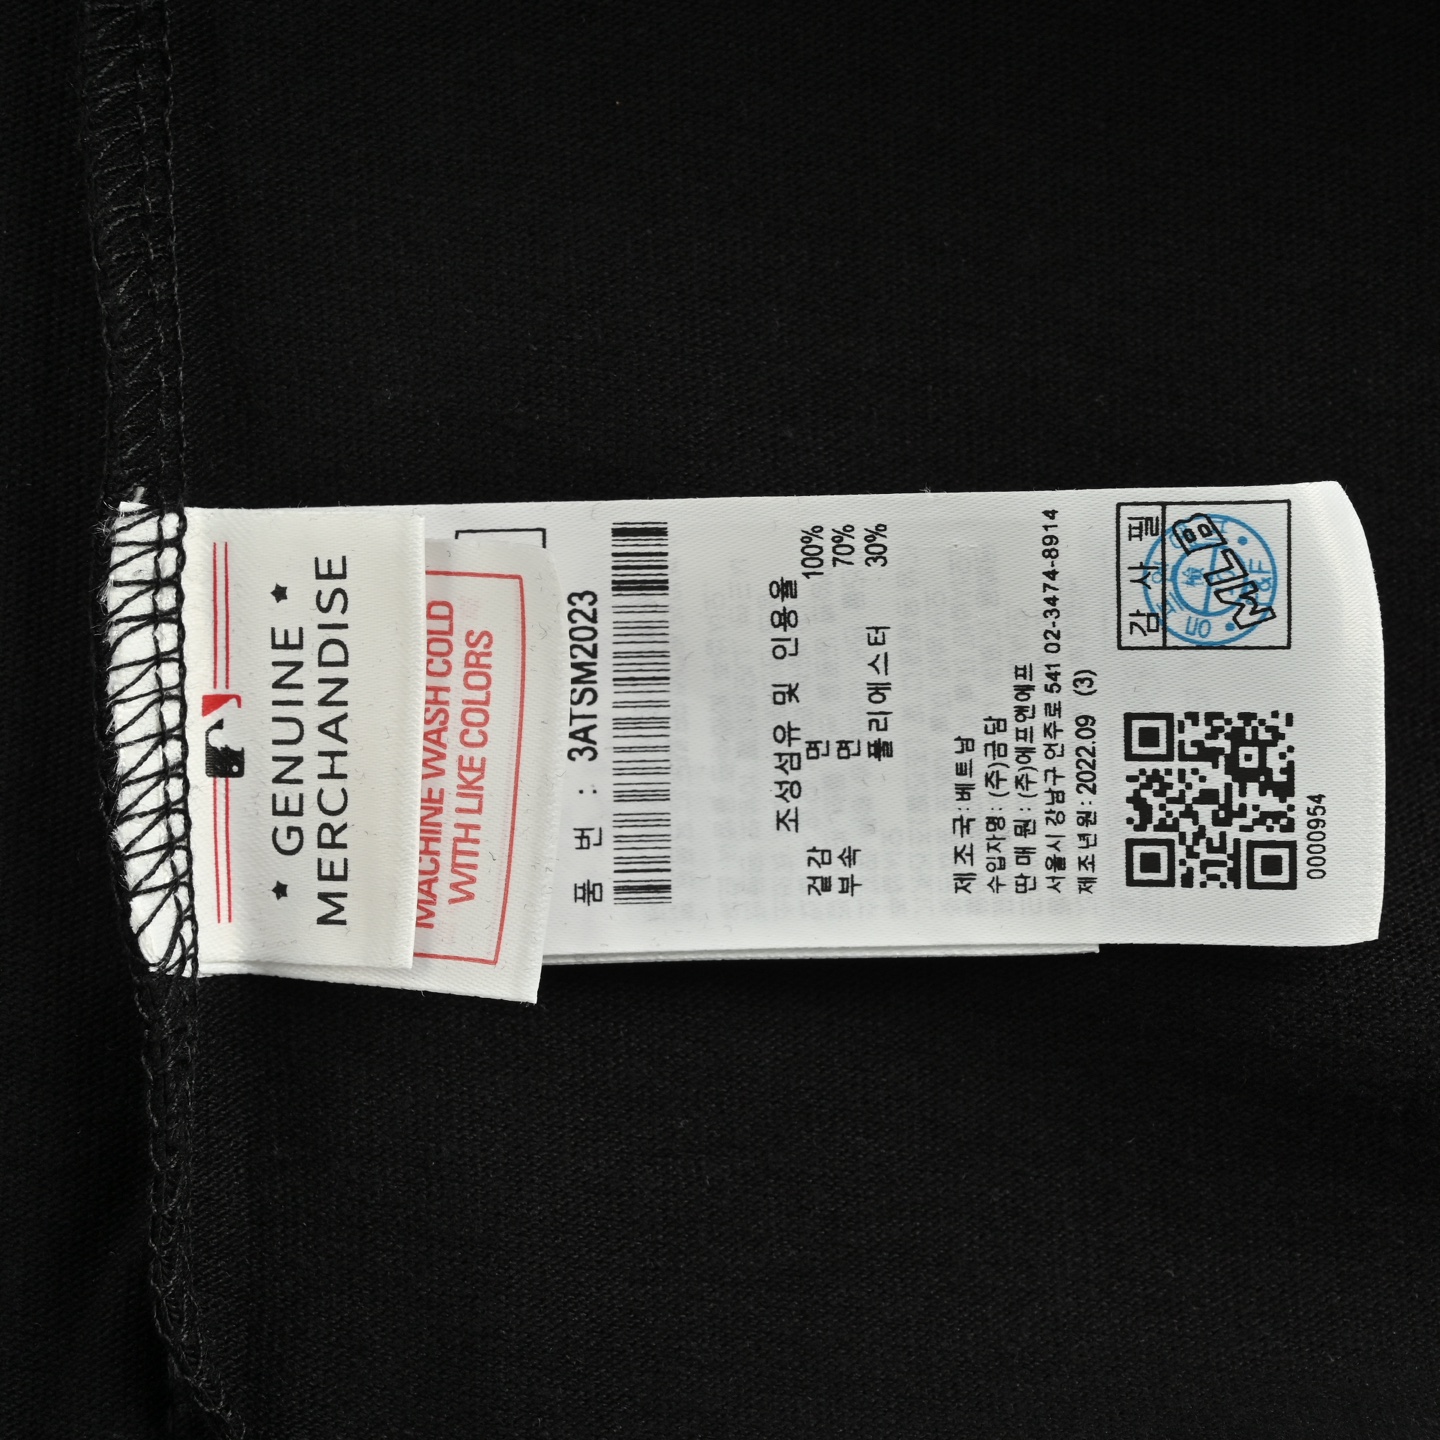 ★ GENUINE ★
MERCHANDISE
MACHINE WASH COLD
WITH LIKE COLORS
품 번 : 3ATSM2023
조성섬유 및 인용율
겉감 면 100%
부속 면 70%
폴리에스터 30%
제조국:베트남
수입자명: (주)금담
판매원: (주)에프앤에프
서울시 강남구 언주로 541 02-3474-8914
제조년월: 2022.09 (3)
감 사 필
MLB
0000954